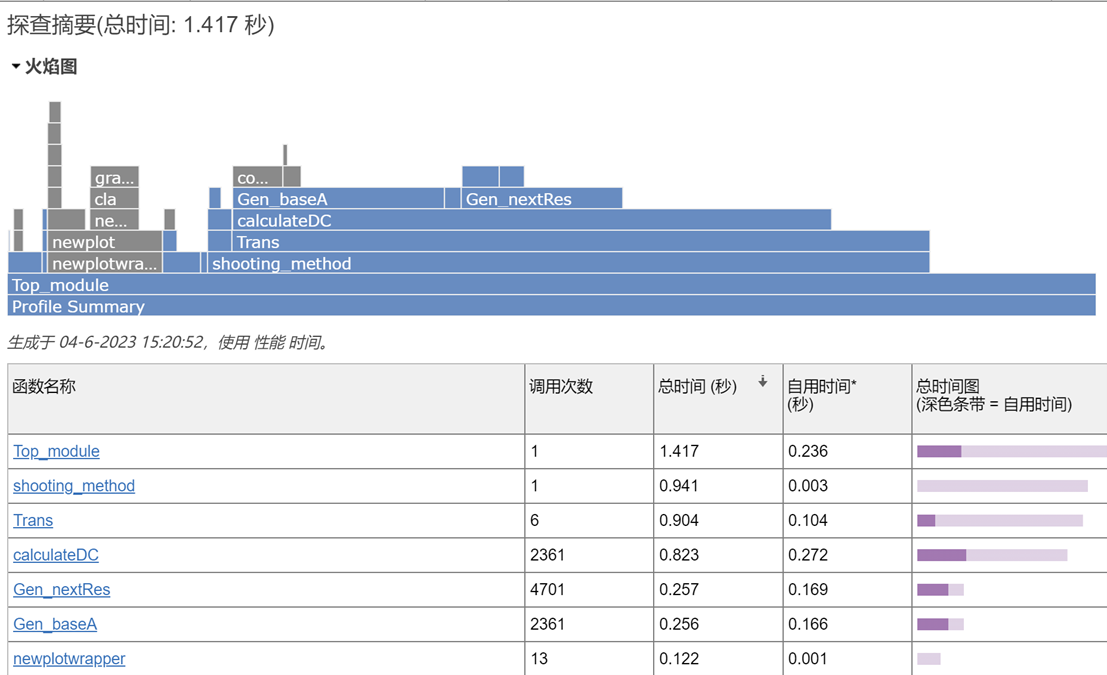 探查摘要(总时间: 1.417 秒)
火焰图
gra...
co...
cla
Gen_baseA
Gen_nextRes
ne...
calculateDC
newplot
Trans
newplotwra...
shooting_method
Top_module
Profile Summary
生成于 04-6-2023 15:20:52，使用 性能 时间。
函数名称 调用次数 总时间 (秒) 自用时间* (秒) 总时间图 (深色条带 = 自用时间)
Top_module 1 1.417 0.236
shooting_method 1 0.941 0.003
Trans 6 0.904 0.104
calculateDC 2361 0.823 0.272
Gen_nextRes 4701 0.257 0.169
Gen_baseA 2361 0.256 0.166
newplotwrapper 13 0.122 0.001